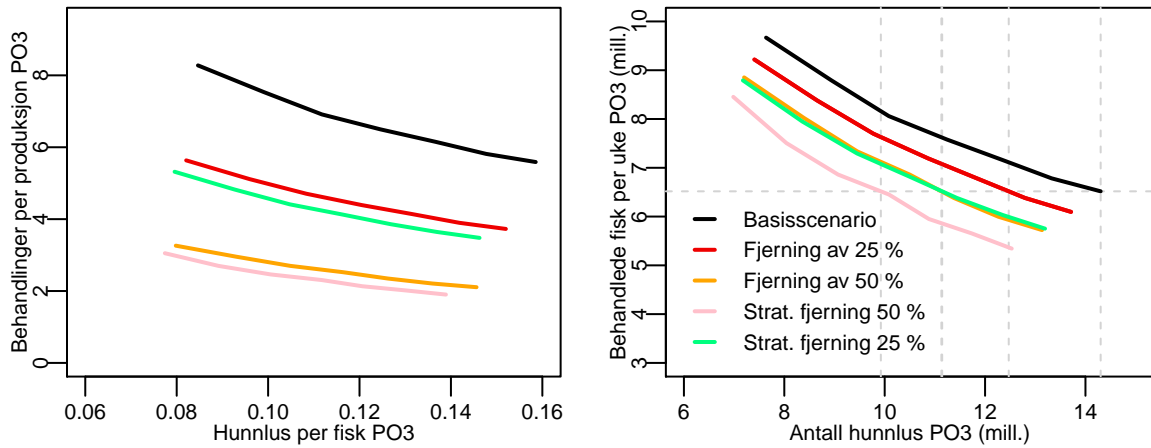 Behandlinger per produksjon PO3
0 2 4 6 8
0.06 0.08 0.10 0.12 0.14 0.16
Hunnlus per fisk PO3
Behandlede fisk per uke PO3 (mill.)
3 4 5 6 7 8 9 10
Basisscenario
Fjerning av 25 %
Fjerning av 50 %
Strat. fjerning 50 %
Strat. fjerning 25 %
6 8 10 12 14
Antall hunnlus PO3 (mill.)